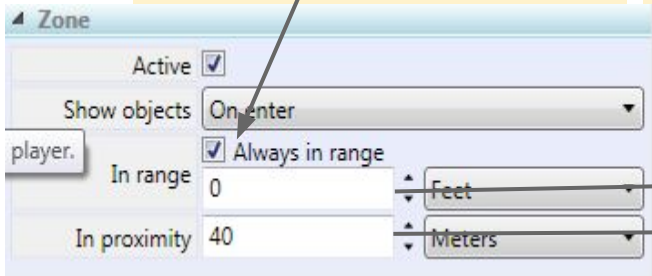 Zone
Active
Show objects On enter
player.
Always in range
In range 0 Feet
In proximity 40 Meters